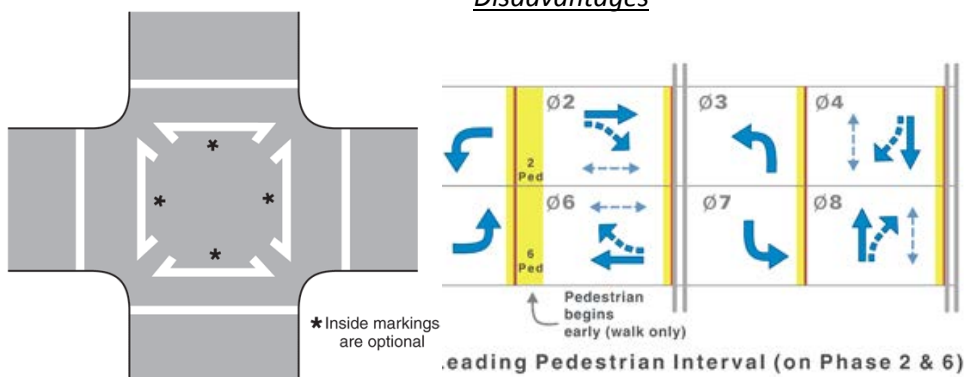 Disadvantages
Ø2
Ø3
Ø4
2
Ped
Ø6
Ø7
Ø8
6
Ped
Pedestrian
begins
early (walk only)
* Inside markings
are optional
eading Pedestrian Interval (on Phase 2 & 6)